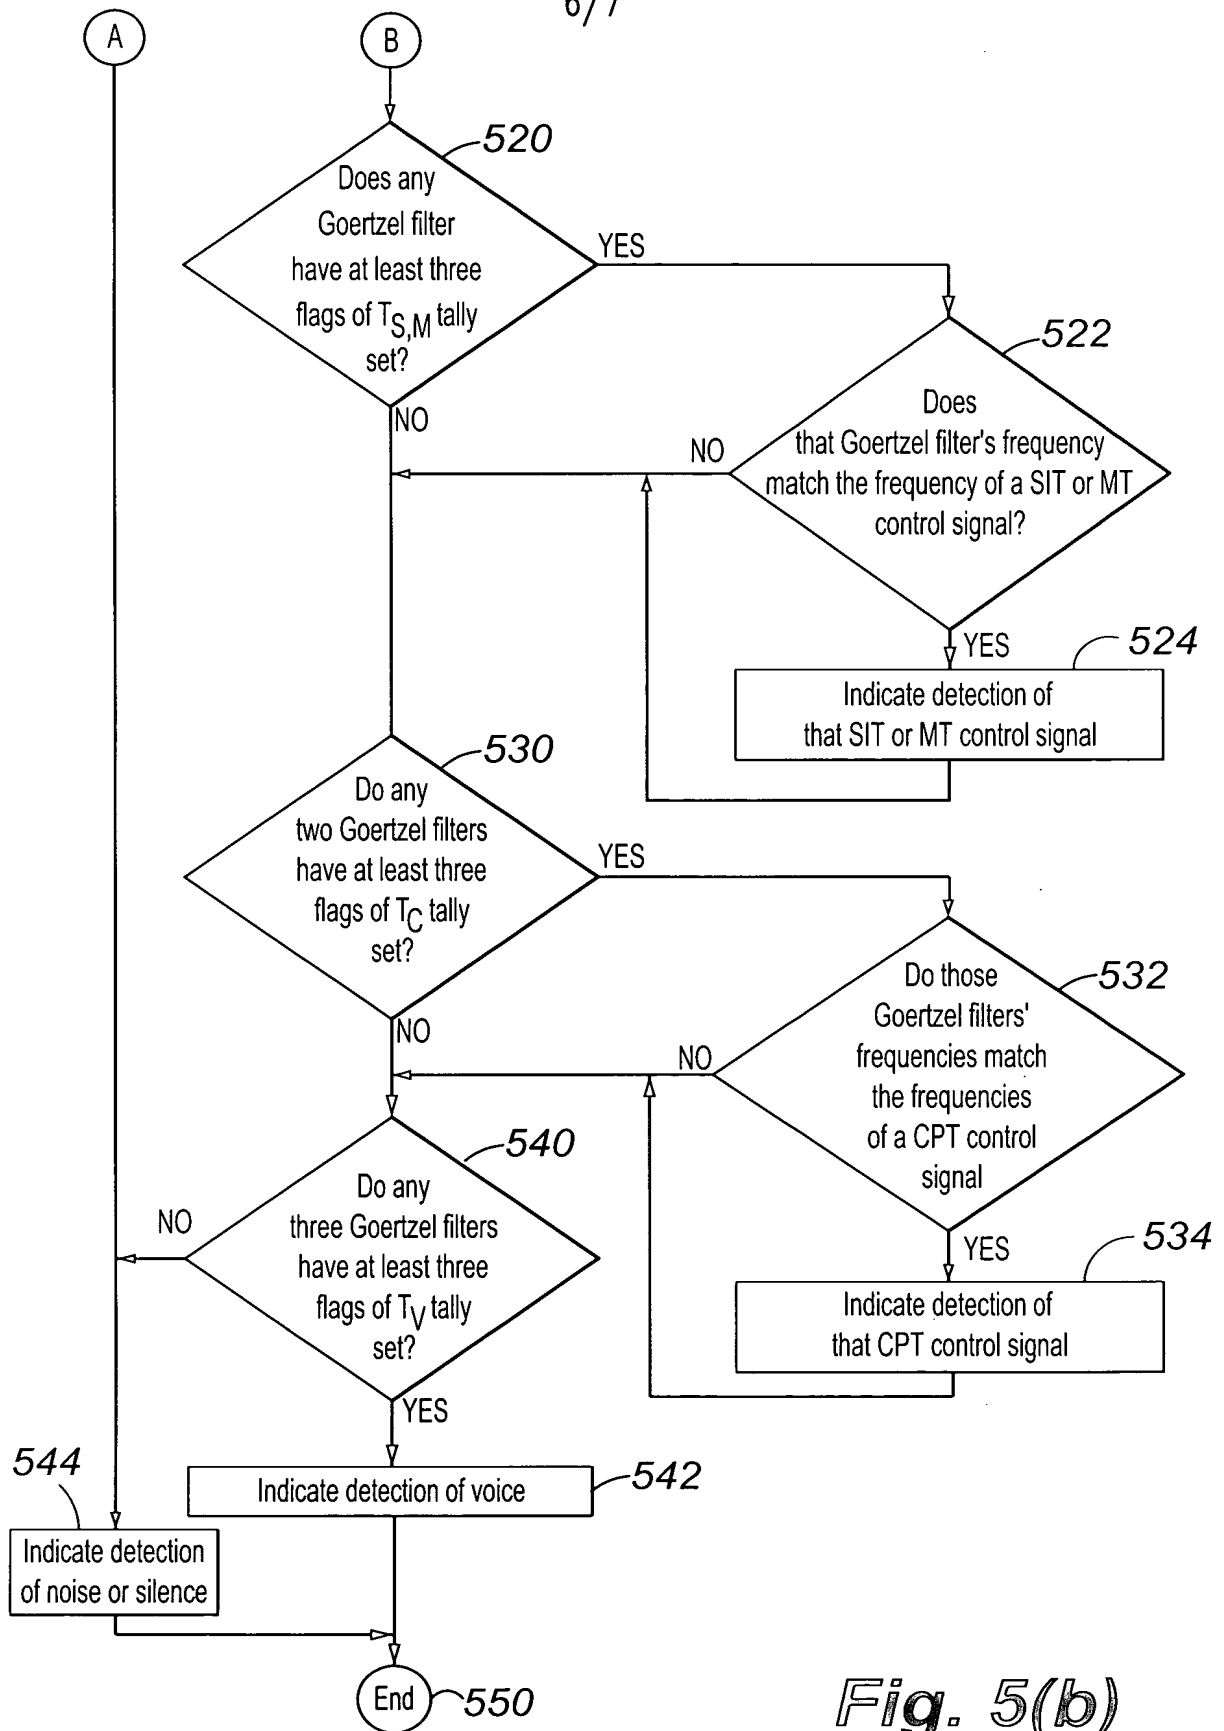 6/7
A
B
520
Does any
Goertzel filter
have at least three
flags of TS,M tally
set?
YES
NO
522
Does
that Goertzel filter's frequency
match the frequency of a SIT or MT
control signal?
NO
YES
524
Indicate detection of
that SIT or MT control signal
530
Do any
two Goertzel filters
have at least three
flags of TC tally
set?
YES
NO
532
Do those
Goertzel filters'
frequencies match
the frequencies
of a CPT control
signal
NO
YES
534
Indicate detection of
that CPT control signal
540
Do any
three Goertzel filters
have at least three
flags of TV tally
set?
NO
YES
542
Indicate detection of voice
544
Indicate detection
of noise or silence
End
550
Fig. 5(b)